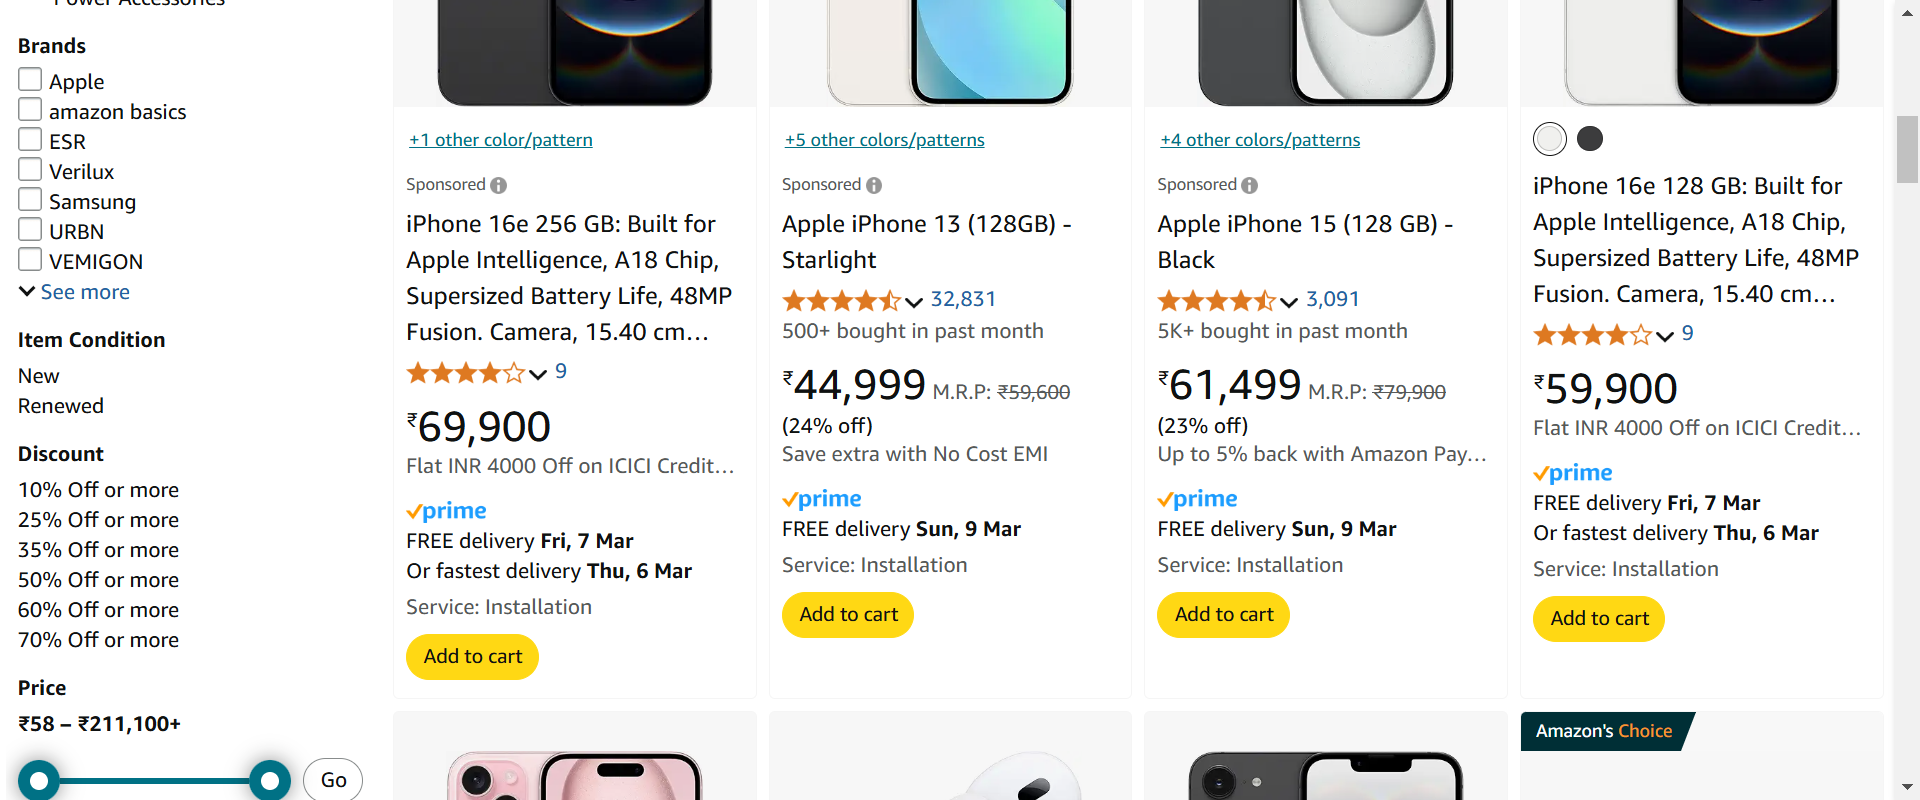 Power Accessories
Brands
Apple
amazon basics
ESR
Verilux
Samsung
URBN
VEMIGON
See more
Item Condition
New
Renewed
Discount
10% Off or more
25% Off or more
35% Off or more
50% Off or more
60% Off or more
70% Off or more
Price
₹58 – ₹211,100+
Go
+1 other color/pattern
Sponsored
iPhone 16e 256 GB: Built for
Apple Intelligence, A18 Chip,
Supersized Battery Life, 48MP
Fusion. Camera, 15.40 cm…
9
₹69,900
Flat INR 4000 Off on ICICI Credit…
prime
FREE delivery Fri, 7 Mar
Or fastest delivery Thu, 6 Mar
Service: Installation
Add to cart
+5 other colors/patterns
Sponsored
Apple iPhone 13 (128GB) -
Starlight
32,831
500+ bought in past month
₹44,999 M.R.P: ₹59,600
(24% off)
Save extra with No Cost EMI
prime
FREE delivery Sun, 9 Mar
Service: Installation
Add to cart
+4 other colors/patterns
Sponsored
Apple iPhone 15 (128 GB) -
Black
3,091
5K+ bought in past month
₹61,499 M.R.P: ₹79,900
(23% off)
Up to 5% back with Amazon Pay…
prime
FREE delivery Sun, 9 Mar
Service: Installation
Add to cart
iPhone 16e 128 GB: Built for
Apple Intelligence, A18 Chip,
Supersized Battery Life, 48MP
Fusion. Camera, 15.40 cm…
9
₹59,900
Flat INR 4000 Off on ICICI Credit…
prime
FREE delivery Fri, 7 Mar
Or fastest delivery Thu, 6 Mar
Service: Installation
Add to cart
Amazon's Choice